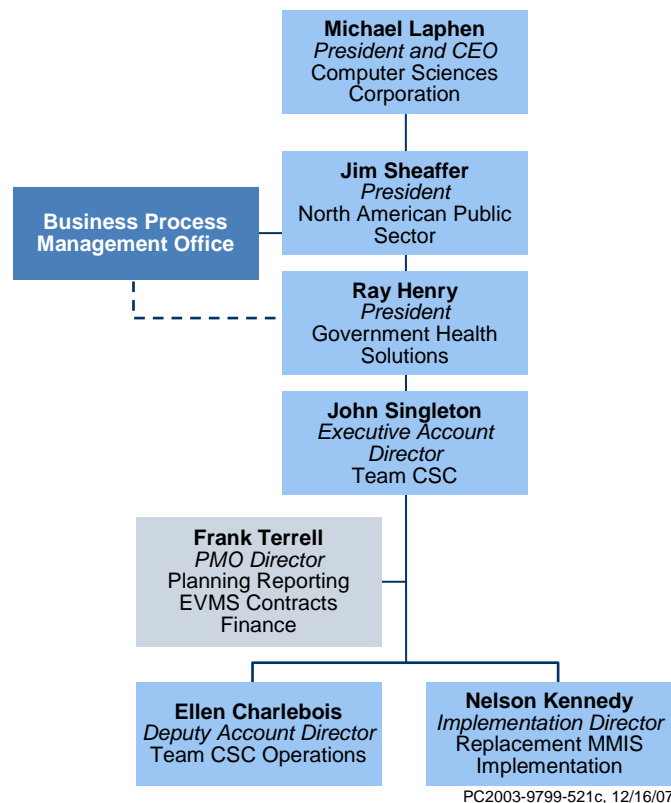 Michael Laphen
President and CEO
Computer Sciences
Corporation
Jim Sheaffer
President
North American Public
Sector
Business Process
Management Office
Ray Henry
President
Government Health
Solutions
John Singleton
Executive Account
Director
Team CSC
Frank Terrell
PMO Director
Planning Reporting
EVMS Contracts
Finance
Ellen Charlebois
Deputy Account Director
Team CSC Operations
Nelson Kennedy
Implementation Director
Replacement MMIS
Implementation
PC2003-9799-521c, 12/16/07